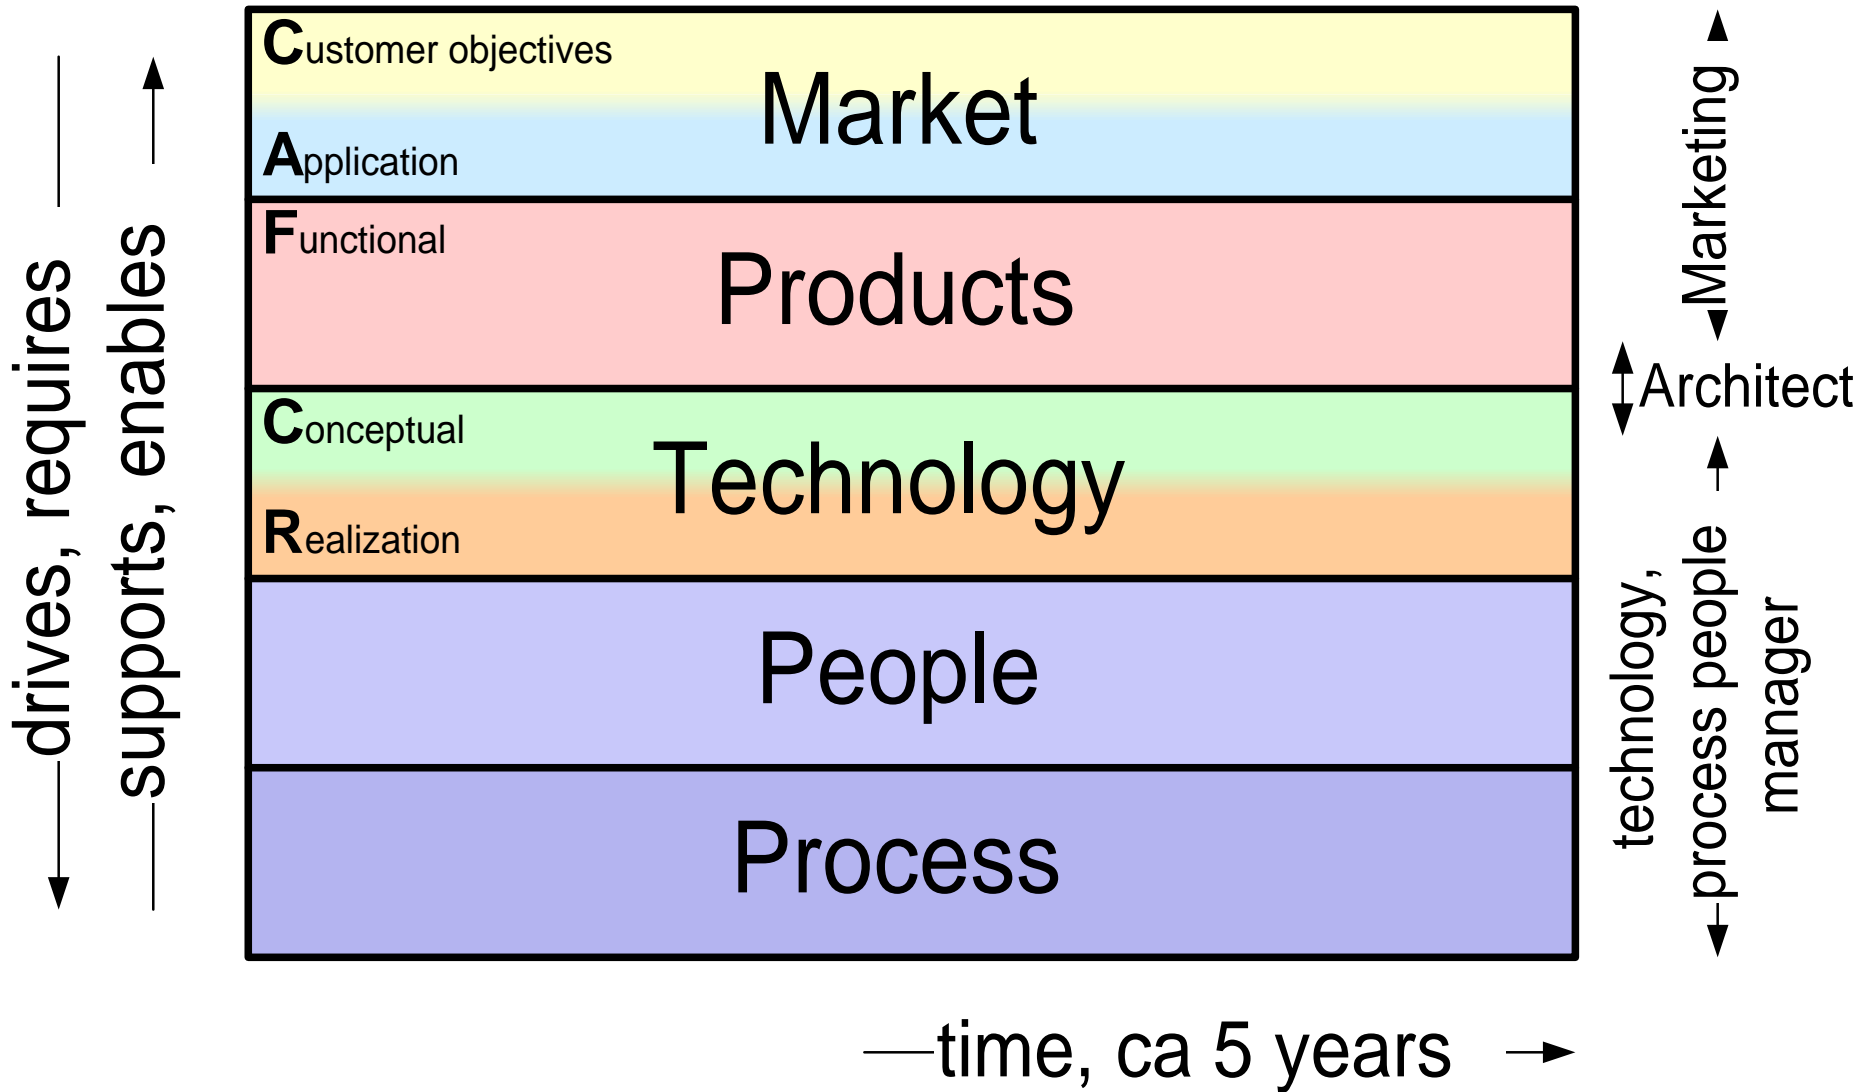 drives, requires
supports, enables
Customer objectives
Market
Application
Functional
Products
Conceptual
Technology
Realization
People
Process
Marketing
Architect
technology,
process people
manager
time, ca 5 years